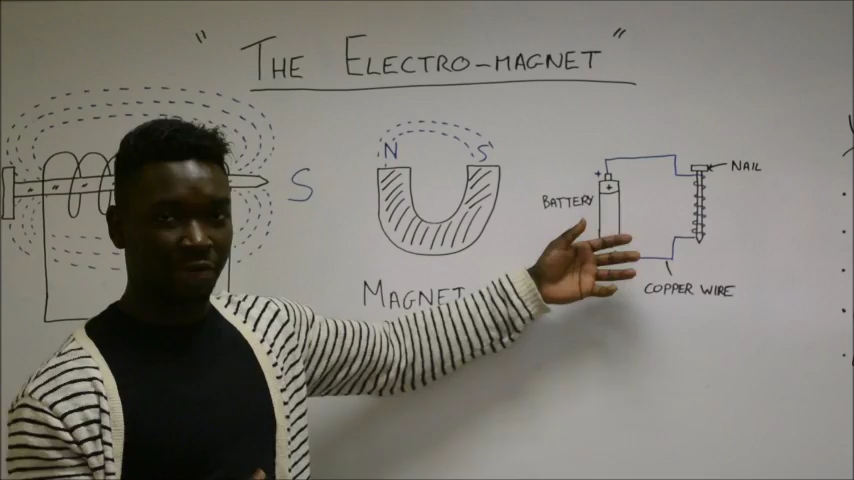 " THE ELECTRO-MAGNET "
N S
S
NAIL
+
+
BATTERY
MAGNET
COPPER WIRE